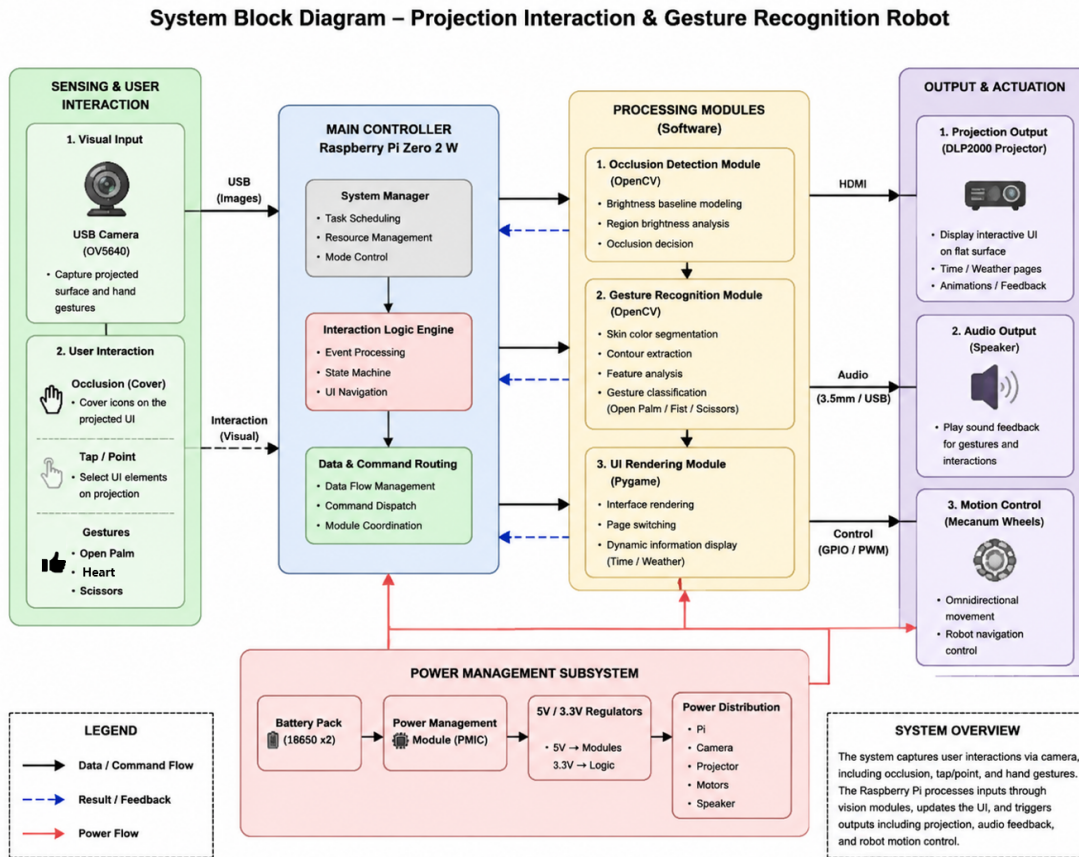 System Block Diagram – Projection Interaction & Gesture Recognition Robot
SENSING & USER
INTERACTION
1. Visual Input
USB Camera
(OV5640)
• Capture projected
surface and hand
gestures
2. User Interaction
Occlusion (Cover)
• Cover icons on the
projected UI
Tap / Point
• Select UI elements
on projection
Gestures
• Open Palm
• Heart
• Scissors
USB
(Images)
Interaction
(Visual)
MAIN CONTROLLER
Raspberry Pi Zero 2 W
System Manager
• Task Scheduling
• Resource Management
• Mode Control
Interaction Logic Engine
• Event Processing
• State Machine
• UI Navigation
Data & Command Routing
• Data Flow Management
• Command Dispatch
• Module Coordination
PROCESSING MODULES
(Software)
1. Occlusion Detection Module
(OpenCV)
• Brightness baseline modeling
• Region brightness analysis
• Occlusion decision
2. Gesture Recognition Module
(OpenCV)
• Skin color segmentation
• Contour extraction
• Feature analysis
• Gesture classification
(Open Palm / Fist / Scissors)
3. UI Rendering Module
(Pygame)
• Interface rendering
• Page switching
• Dynamic information display
(Time / Weather)
HDMI
Audio
(3.5mm / USB)
Control
(GPIO / PWM)
OUTPUT & ACTUATION
1. Projection Output
(DLP2000 Projector)
• Display interactive UI
on flat surface
• Time / Weather pages
• Animations / Feedback
2. Audio Output
(Speaker)
• Play sound feedback
for gestures and
interactions
3. Motion Control
(Mecanum Wheels)
• Omnidirectional
movement
• Robot navigation
control
POWER MANAGEMENT SUBSYSTEM
Battery Pack
(18650 x2)
Power Management
Module (PMIC)
5V / 3.3V Regulators
• 5V → Modules
3.3V → Logic
Power Distribution
• Pi
• Camera
• Projector
• Motors
• Speaker
LEGEND
Data / Command Flow
Result / Feedback
Power Flow
SYSTEM OVERVIEW
The system captures user interactions via camera,
including occlusion, tap/point, and hand gestures.
The Raspberry Pi processes inputs through
vision modules, updates the UI, and triggers
outputs including projection, audio feedback,
and robot motion control.